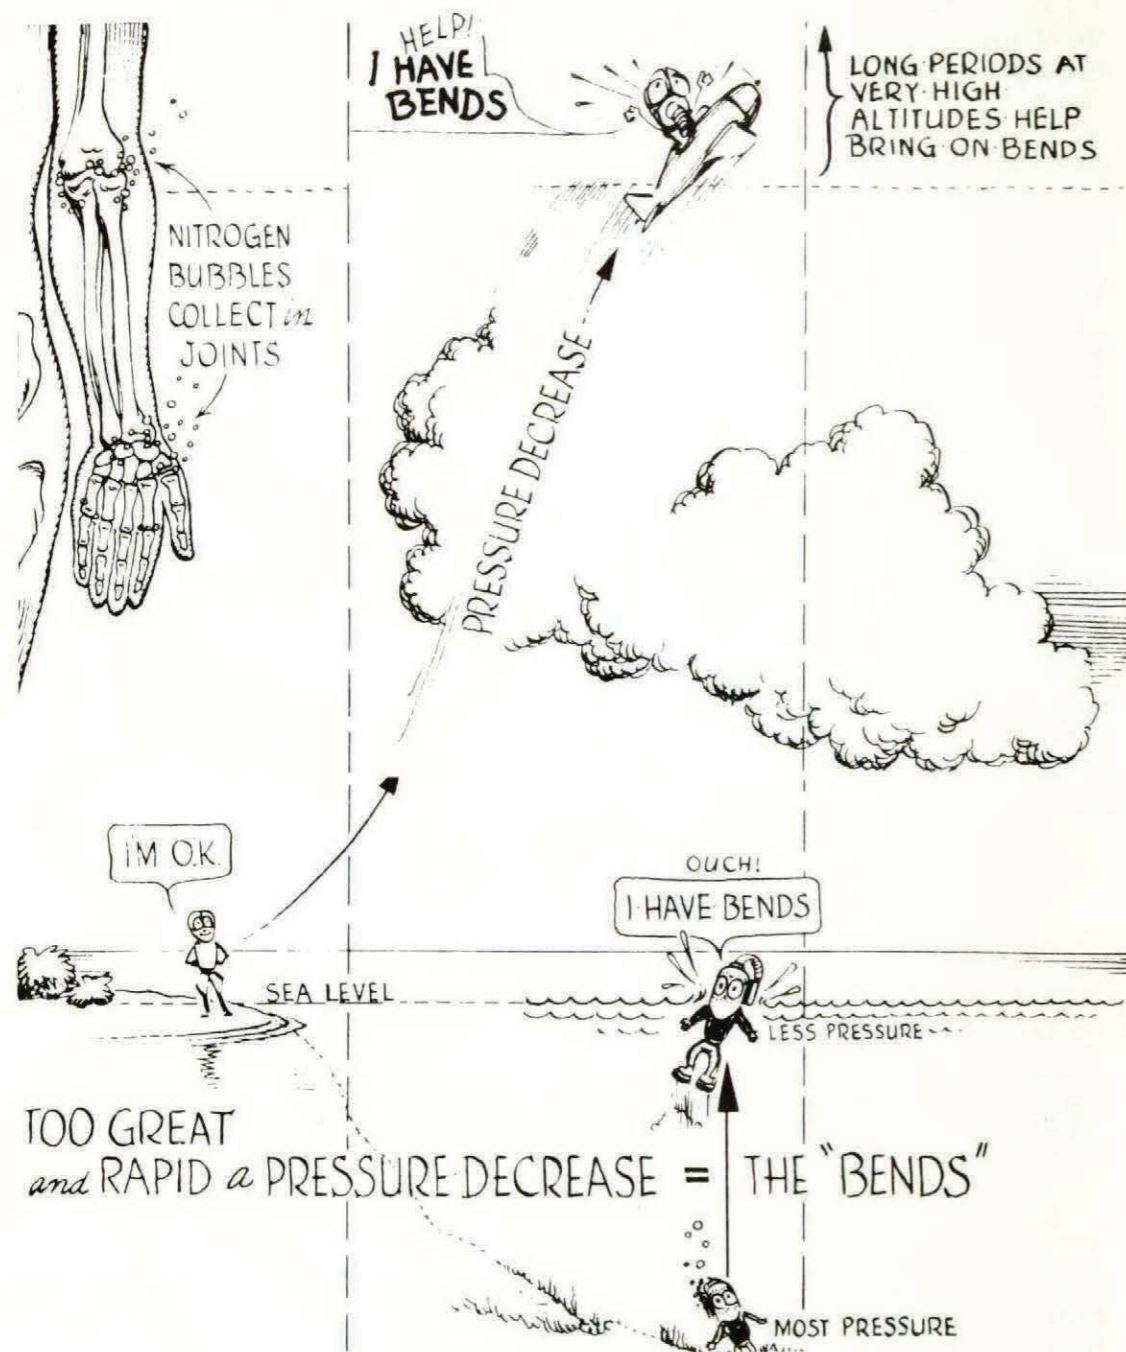 HELP!
I HAVE
BENDS
LONG PERIODS AT
VERY HIGH
ALTITUDES HELP
BRING ON BENDS
NITROGEN
BUBBLES
COLLECT in
JOINTS
PRESSURE DECREASE
I'M O.K.
OUCH!
I HAVE BENDS
SEA LEVEL
LESS PRESSURE
TOO GREAT
and RAPID a PRESSURE DECREASE = THE "BENDS"
MOST PRESSURE